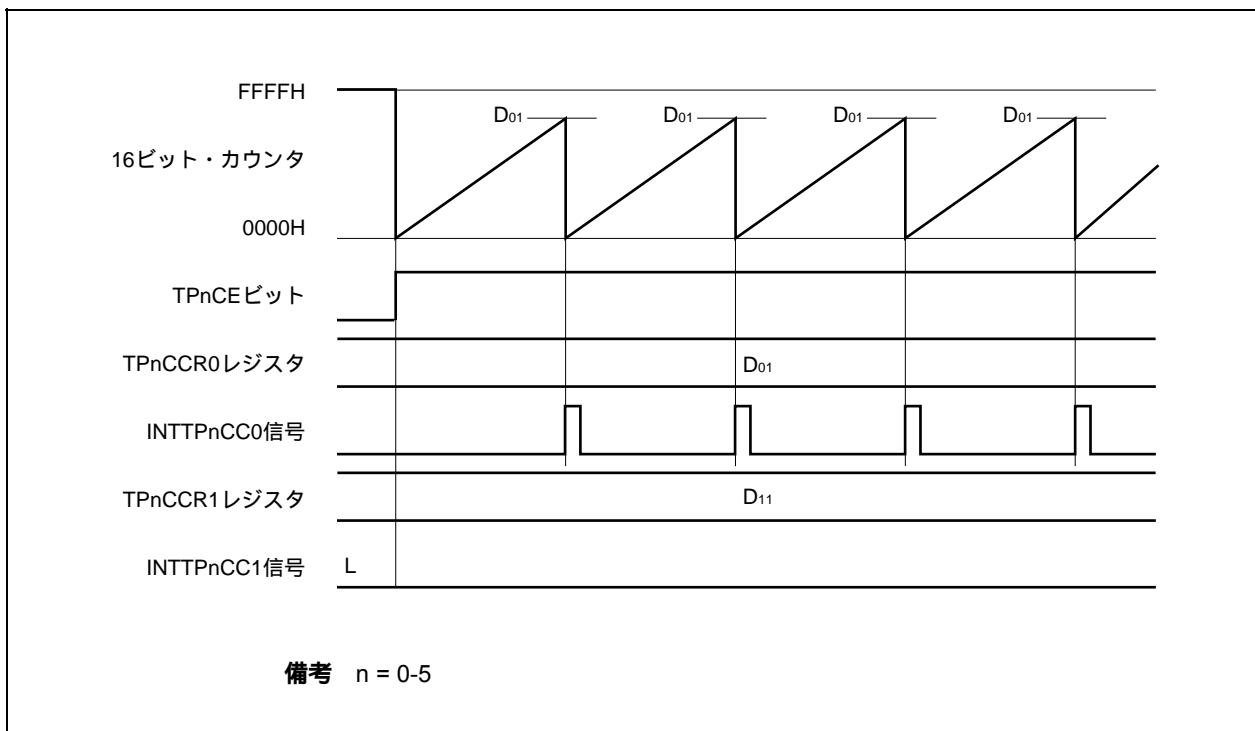 FFFFH
D01 D01 D01 D01
16ビット・カウンタ
0000H
TPnCEビット
TPnCCR0レジスタ D01
INTTPnCC0信号
TPnCCR1レジスタ D11
INTTPnCC1信号 L
備考 n = 0-5